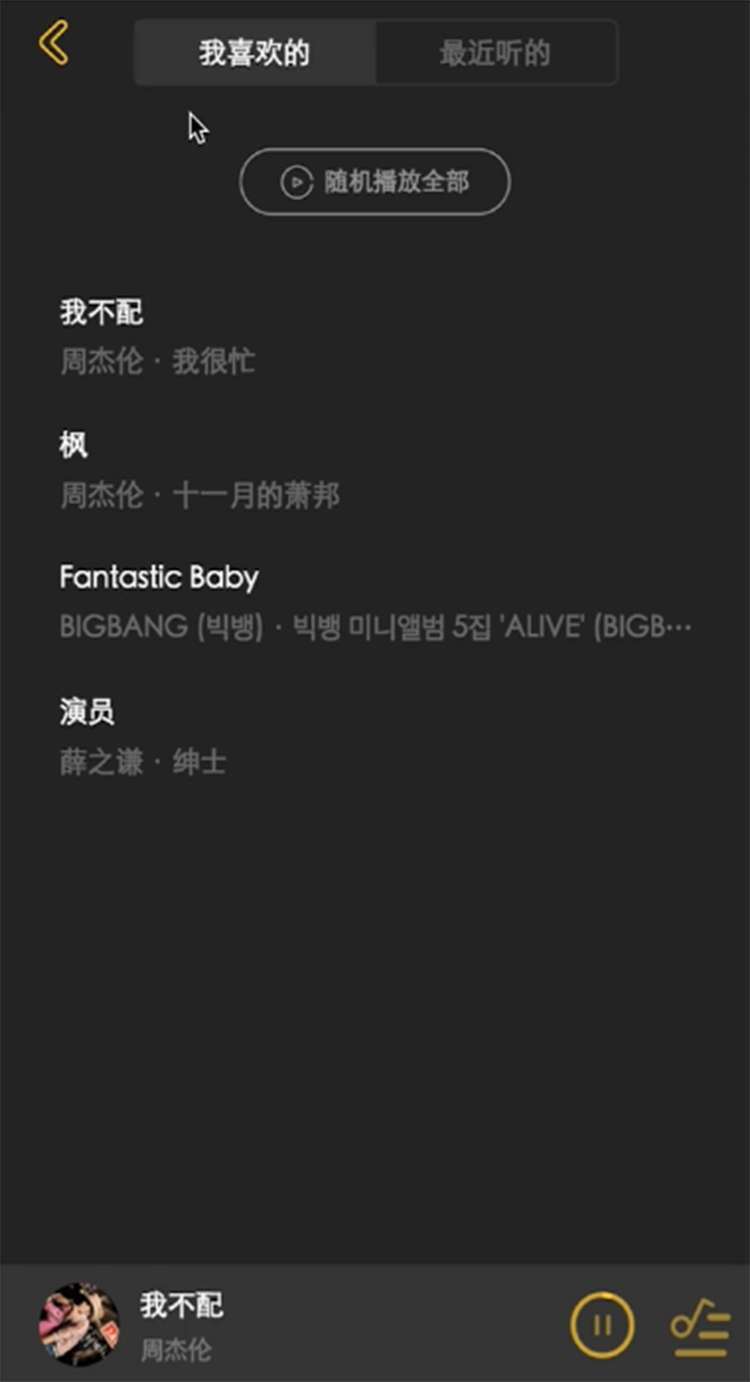 我喜欢的
最近听的
随机播放全部
我不配
周杰伦 · 我很忙
枫
周杰伦 · 十一月的萧邦
Fantastic Baby
BIGBANG (빅뱅) · 빅뱅 미니앨범 5집 'ALIVE' (BIGB···
演员
薛之谦 · 绅士
我不配
周杰伦